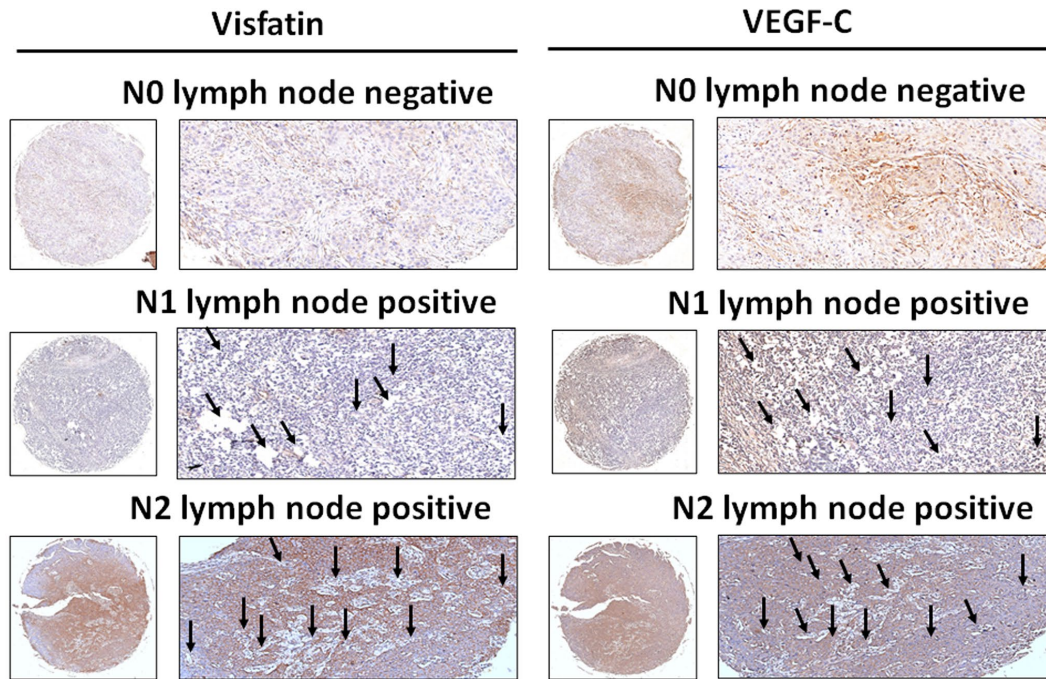 Visfatin
VEGF-C
N0 lymph node negative
N0 lymph node negative
N1 lymph node positive
N1 lymph node positive
N2 lymph node positive
N2 lymph node positive